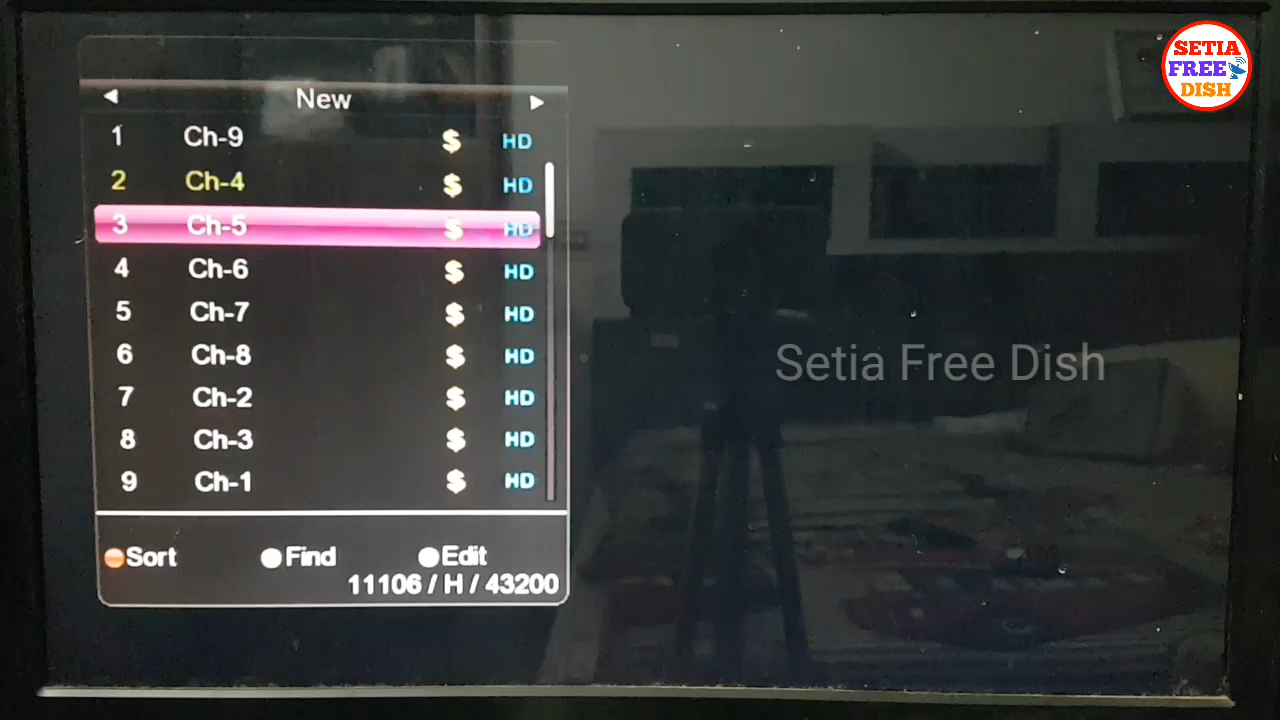 New
1 Ch-9 $ HD
2 Ch-4 $ HD
3 Ch-5 $ HD
4 Ch-6 $ HD
5 Ch-7 $ HD
6 Ch-8 $ HD
7 Ch-2 $ HD
8 Ch-3 $ HD
9 Ch-1 $ HD
Sort Find Edit
11106 / H / 43200
SETIA
FREE
DISH
Setia Free Dish